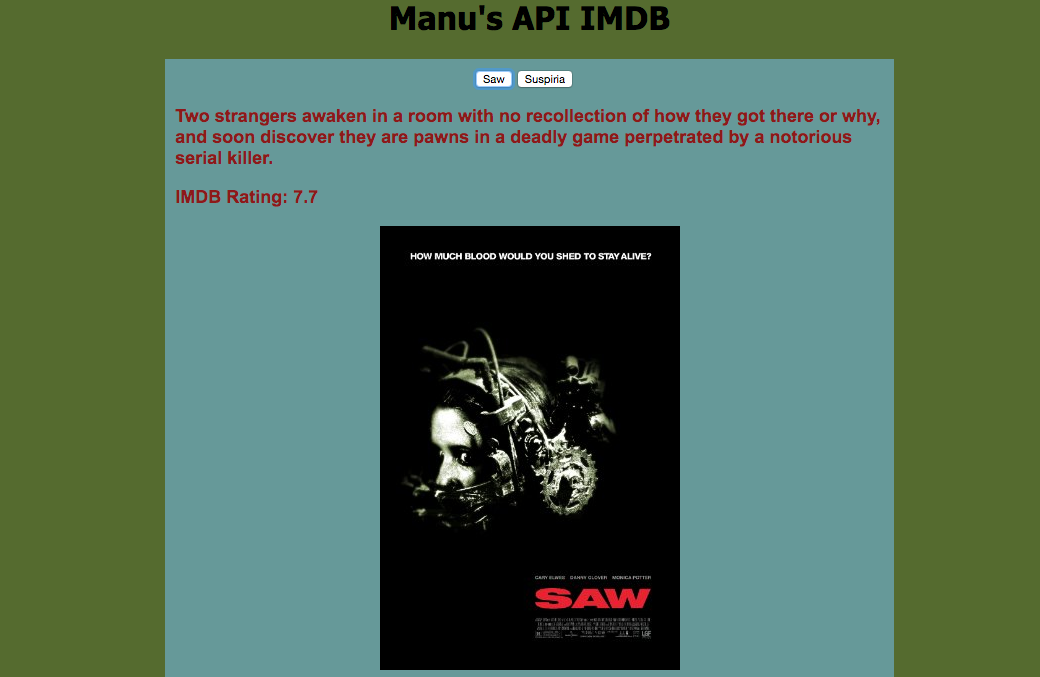 Manu's API IMDB
Saw Suspiria
Two strangers awaken in a room with no recollection of how they got there or why,
and soon discover they are pawns in a deadly game perpetrated by a notorious
serial killer.
IMDB Rating: 7.7
HOW MUCH BLOOD WOULD YOU SHED TO STAY ALIVE?
CARY ELWES DANNY GLOVER MONICA POTTER
SAW